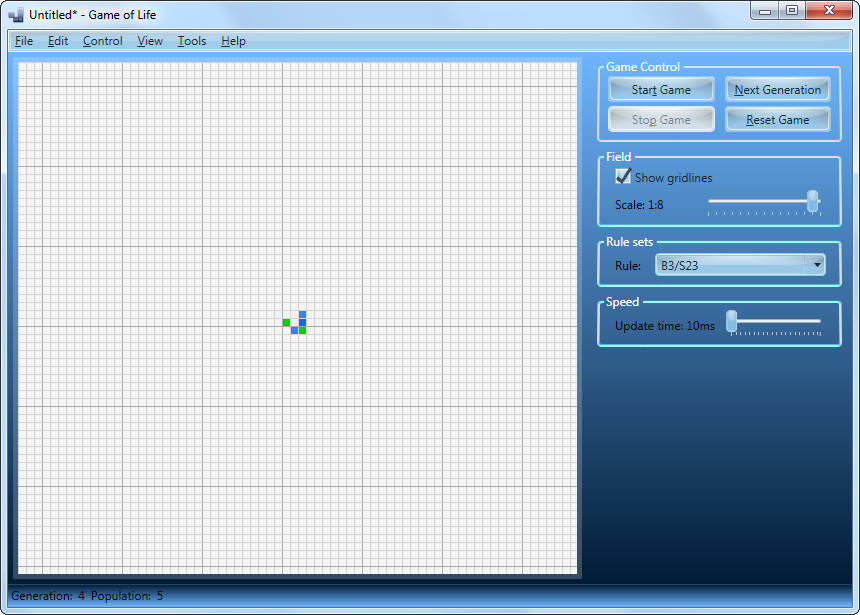 Untitled* - Game of Life
File Edit Control View Tools Help
Game Control
Start Game Next Generation
Stop Game Reset Game
Field
Show gridlines
Scale: 1:8
Rule sets
Rule: B3/S23
Speed
Update time: 10ms
Generation: 4 Population: 5